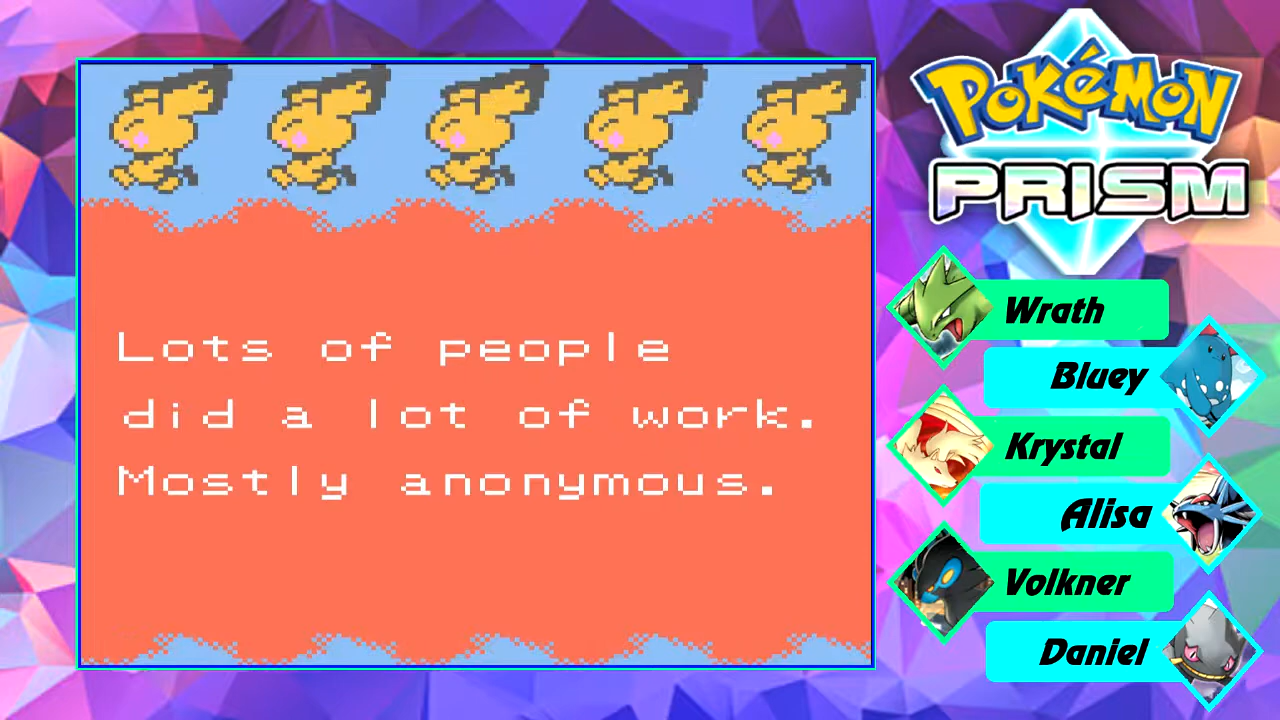 POKÉMON
PRISM
Lots of people
did a lot of work.
Mostly anonymous.
Wrath
Bluey
Krystal
Alisa
Volkner
Daniel